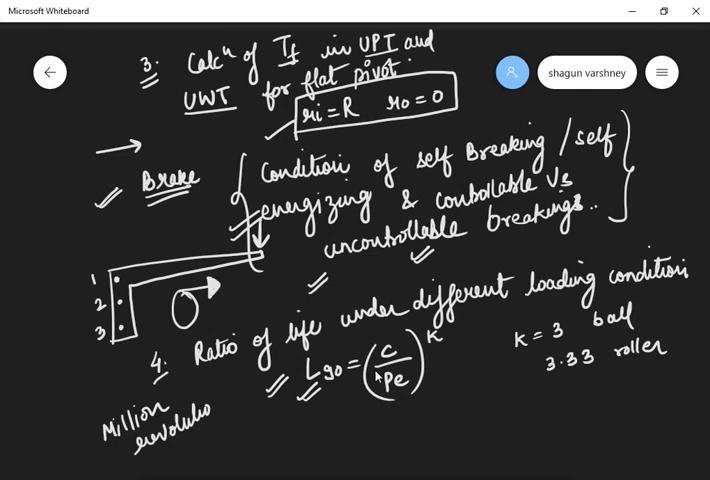 Microsoft Whiteboard
shagun varshney
3. Calcⁿ of Tf in UPT and
UWT for flat pivot.
ri = R ro = 0
Brake
Condition of self Breaking / self
energizing & controllable Vs
uncontrollable breakings..
1
2
3
4. Ratio of life under different loading condition
L90 = (C/Pe)^K
K = 3 ball
3.33 roller
Million
revolutio